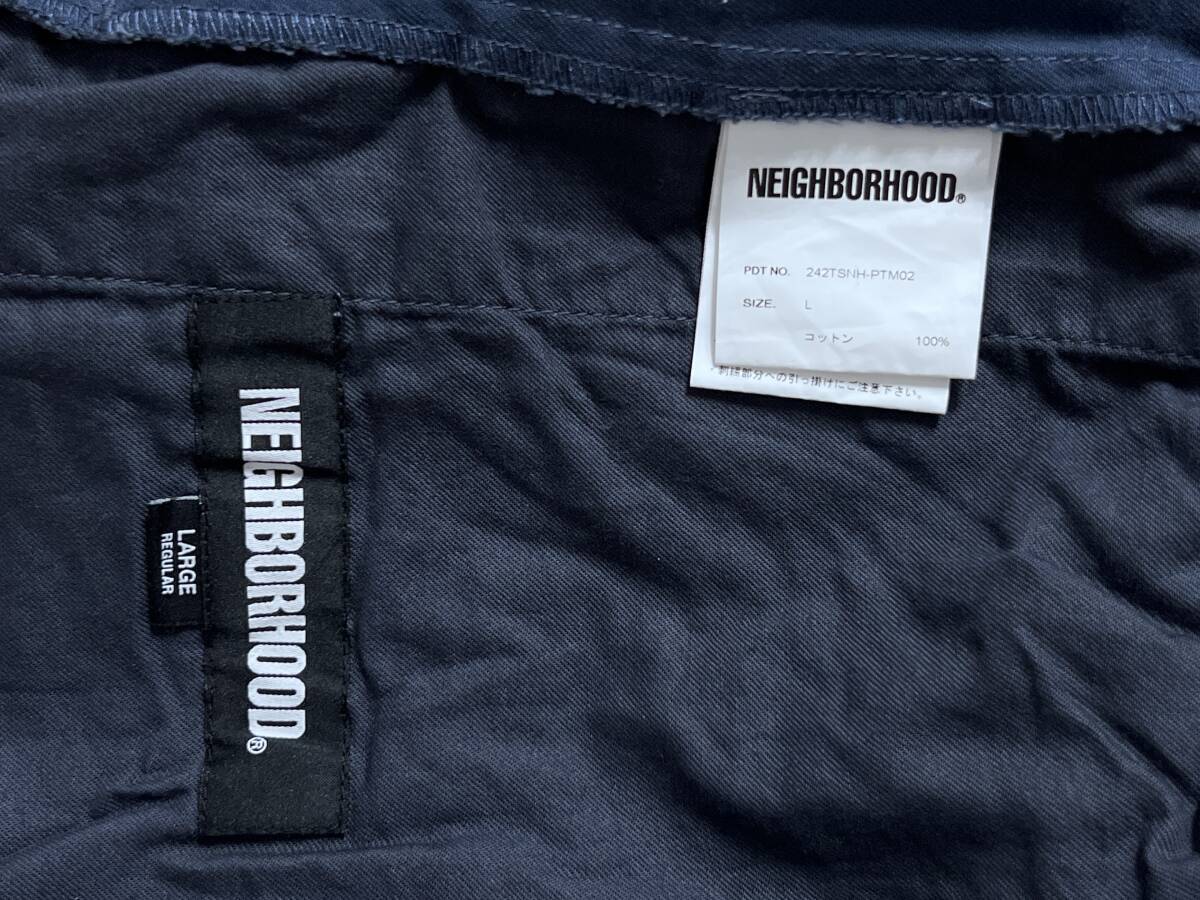 NEIGHBORHOOD®
PDT NO. 242TSNH-PTM02
SIZE. L
コットン 100%
刺繍部分への引っ掛けにご注意下さい。
NEIGHBORHOOD®
LARGE
REGULAR